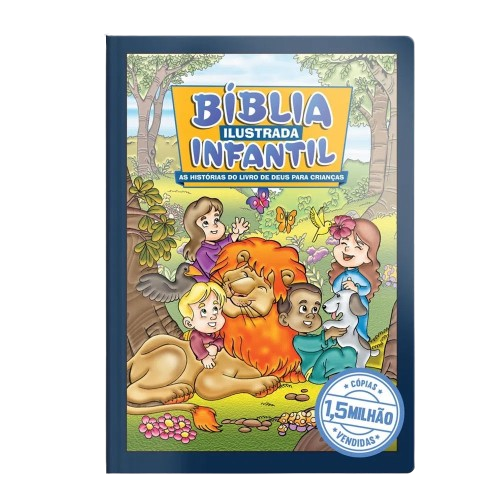 BÍBLIA
ILUSTRADA
INFANTIL
AS HISTÓRIAS DO LIVRO DE DEUS PARA CRIANÇAS
CÓPIAS
1,5 MILHÃO
VENDIDAS